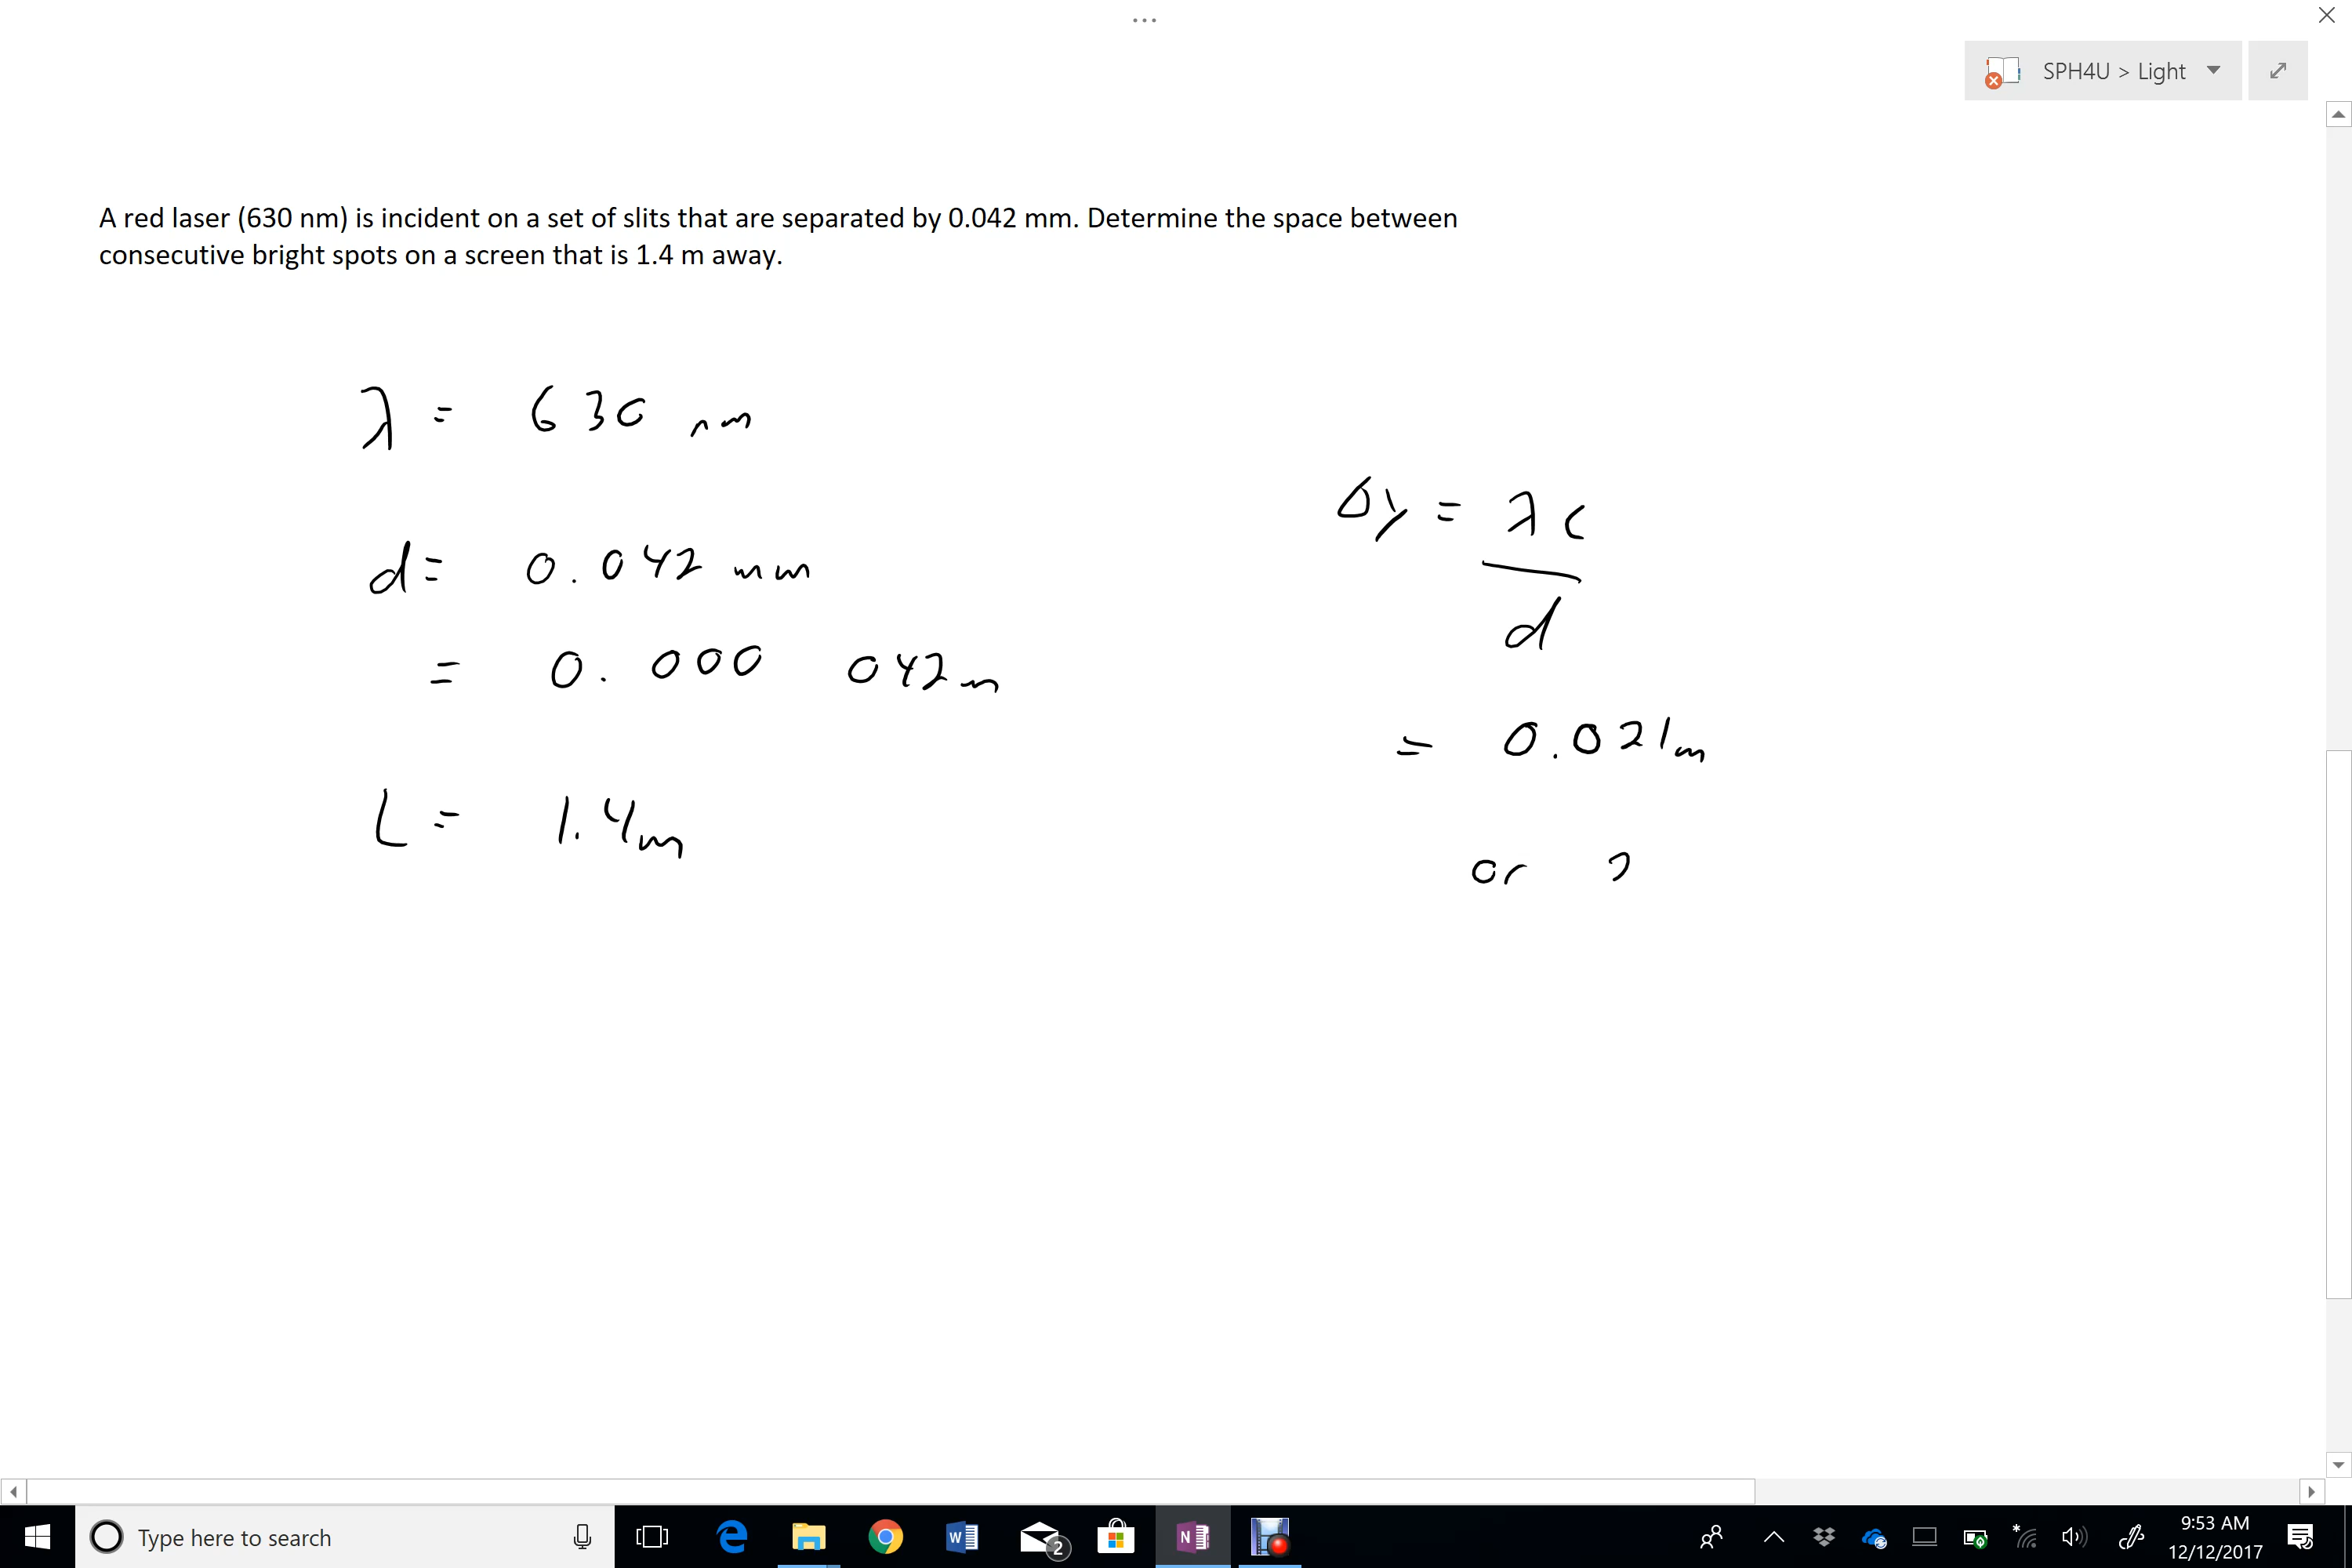 SPH4U > Light
A red laser (630 nm) is incident on a set of slits that are separated by 0.042 mm. Determine the space between
consecutive bright spots on a screen that is 1.4 m away.
λ = 630 nm
d = 0.042 mm
= 0.000 042 m
L = 1.4 m
Δy = λL
d
= 0.021 m
or 2
Type here to search
2
9:53 AM
12/12/2017